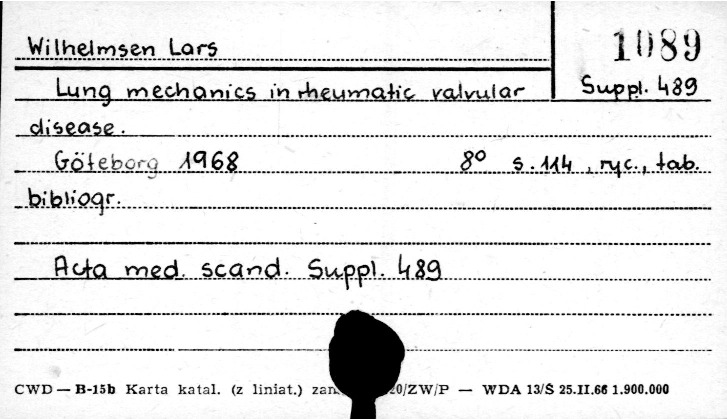 Wilhelmsen Lars
1089
Suppl. 489
Lung mechanics in rheumatic valvular
disease.
Göteborg 1968 8° s. 114, ryc., tab.
bibliogr.
Acta med. scand. Suppl. 489
CWD — B-15b Karta katal. (z liniat.) zam. 20/ZW/P — WDA 13/Ś 25.II.66 1.900.000